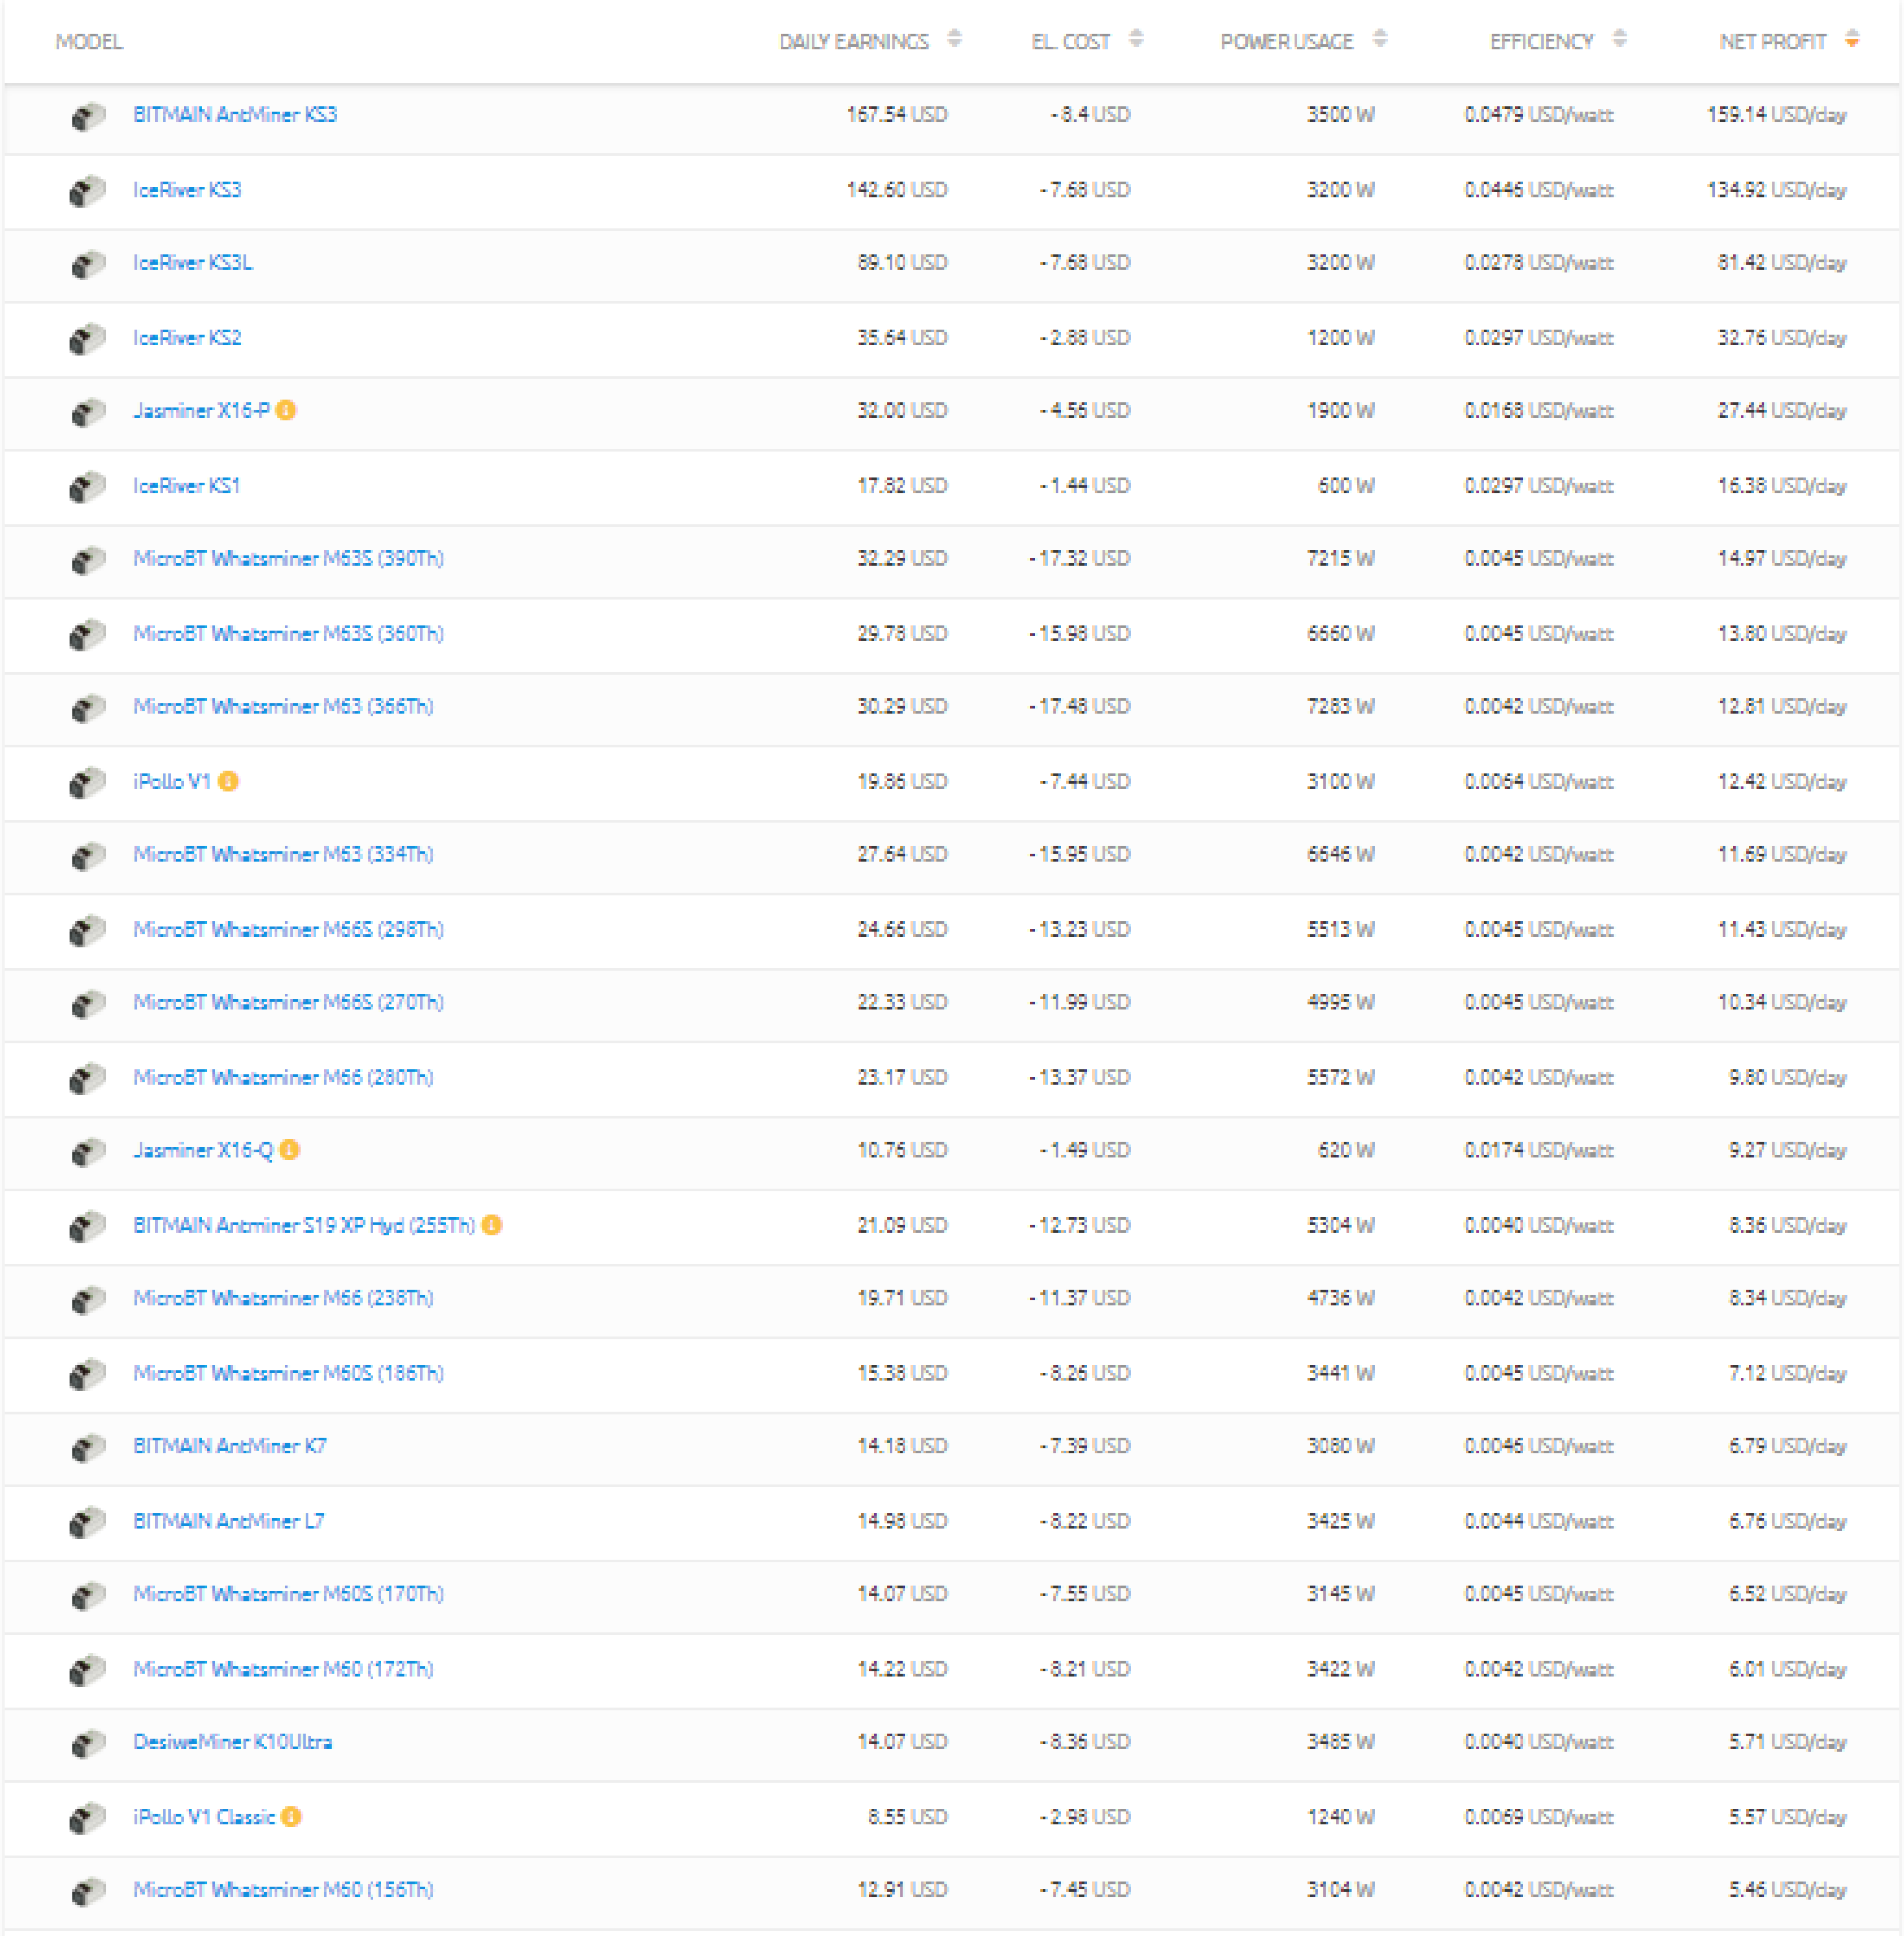 MODEL DAILY EARNINGS EL. COST POWER USAGE EFFICIENCY NET PROFIT
BITMAIN AntMiner KS3 167.54 USD -8.4 USD 3500 W 0.0479 USD/watt 159.14 USD/day
IceRiver KS3 142.60 USD -7.68 USD 3200 W 0.0446 USD/watt 134.92 USD/day
IceRiver KS3L 89.10 USD -7.68 USD 3200 W 0.0278 USD/watt 81.42 USD/day
IceRiver KS2 35.64 USD -2.88 USD 1200 W 0.0297 USD/watt 32.76 USD/day
Jasminer X16-P 32.00 USD -4.56 USD 1900 W 0.0168 USD/watt 27.44 USD/day
IceRiver KS1 17.82 USD -1.44 USD 600 W 0.0297 USD/watt 16.38 USD/day
MicroBT Whatsminer M63S (390Th) 32.29 USD -17.32 USD 7215 W 0.0045 USD/watt 14.97 USD/day
MicroBT Whatsminer M63S (360Th) 29.78 USD -15.98 USD 6660 W 0.0045 USD/watt 13.80 USD/day
MicroBT Whatsminer M63 (366Th) 30.29 USD -17.48 USD 7283 W 0.0042 USD/watt 12.81 USD/day
iPollo V1 19.86 USD -7.44 USD 3100 W 0.0064 USD/watt 12.42 USD/day
MicroBT Whatsminer M63 (334Th) 27.64 USD -15.95 USD 6646 W 0.0042 USD/watt 11.69 USD/day
MicroBT Whatsminer M66S (298Th) 24.66 USD -13.23 USD 5513 W 0.0045 USD/watt 11.43 USD/day
MicroBT Whatsminer M66S (270Th) 22.33 USD -11.99 USD 4995 W 0.0045 USD/watt 10.34 USD/day
MicroBT Whatsminer M66 (280Th) 23.17 USD -13.37 USD 5572 W 0.0042 USD/watt 9.80 USD/day
Jasminer X16-Q 10.76 USD -1.49 USD 620 W 0.0174 USD/watt 9.27 USD/day
BITMAIN Antminer S19 XP Hyd (255Th) 21.09 USD -12.73 USD 5304 W 0.0040 USD/watt 8.36 USD/day
MicroBT Whatsminer M66 (238Th) 19.71 USD -11.37 USD 4736 W 0.0042 USD/watt 8.34 USD/day
MicroBT Whatsminer M60S (186Th) 15.38 USD -8.26 USD 3441 W 0.0045 USD/watt 7.12 USD/day
BITMAIN AntMiner K7 14.18 USD -7.39 USD 3080 W 0.0046 USD/watt 6.79 USD/day
BITMAIN AntMiner L7 14.98 USD -8.22 USD 3425 W 0.0044 USD/watt 6.76 USD/day
MicroBT Whatsminer M60S (170Th) 14.07 USD -7.55 USD 3145 W 0.0045 USD/watt 6.52 USD/day
MicroBT Whatsminer M60 (172Th) 14.22 USD -8.21 USD 3422 W 0.0042 USD/watt 6.01 USD/day
DesiweMiner K10Ultra 14.07 USD -8.36 USD 3485 W 0.0040 USD/watt 5.71 USD/day
iPollo V1 Classic 8.55 USD -2.98 USD 1240 W 0.0069 USD/watt 5.57 USD/day
MicroBT Whatsminer M60 (156Th) 12.91 USD -7.45 USD 3104 W 0.0042 USD/watt 5.46 USD/day